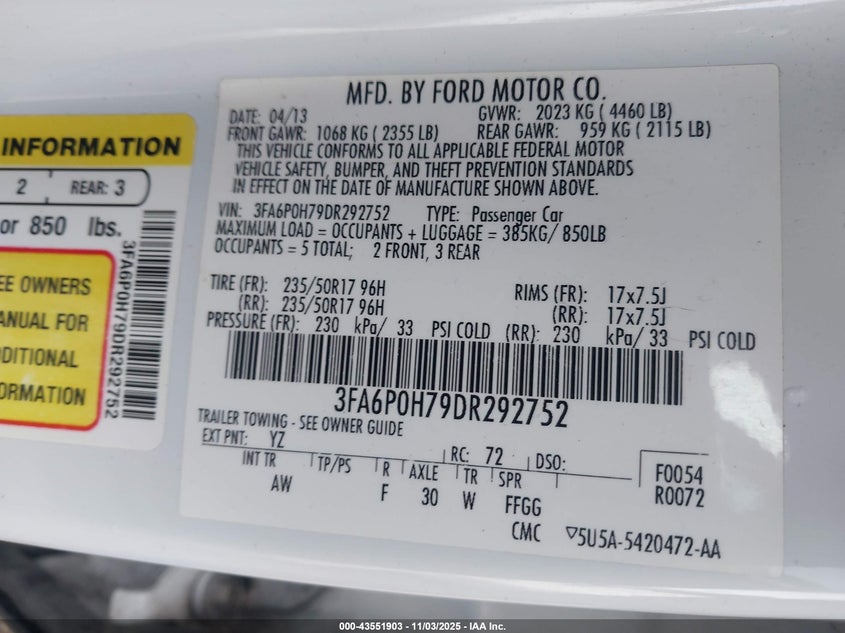 INFORMATION
2 REAR: 3
or 850 lbs.
EE OWNERS
ANUAL FOR
DDITIONAL
ORMATION
3FA6P0H79DR292752
MFD. BY FORD MOTOR CO.
DATE: 04/13 GVWR: 2023 KG ( 4460 LB)
FRONT GAWR: 1068 KG ( 2355 LB) REAR GAWR: 959 KG ( 2115 LB)
THIS VEHICLE CONFORMS TO ALL APPLICABLE FEDERAL MOTOR
VEHICLE SAFETY, BUMPER, AND THEFT PREVENTION STANDARDS
IN EFFECT ON THE DATE OF MANUFACTURE SHOWN ABOVE.
VIN: 3FA6P0H79DR292752 TYPE: Passenger Car
MAXIMUM LOAD = OCCUPANTS + LUGGAGE = 385KG/ 850LB
OCCUPANTS = 5 TOTAL; 2 FRONT, 3 REAR
TIRE (FR): 235/50R17 96H RIMS (FR): 17x7.5J
(RR): 235/50R17 96H (RR): 17x7.5J
PRESSURE (FR): 230 kPa/ 33 PSI COLD (RR): 230 kPa/ 33 PSI COLD
3FA6P0H79DR292752
TRAILER TOWING - SEE OWNER GUIDE
EXT PNT: YZ RC: 72 DSO:
INT TR TP/PS R AXLE TR SPR F0054
AW F 30 W FFGG R0072
CMC ▽5U5A-5420472-AA
000-43551903 - 11/03/2025 - IAA Inc.